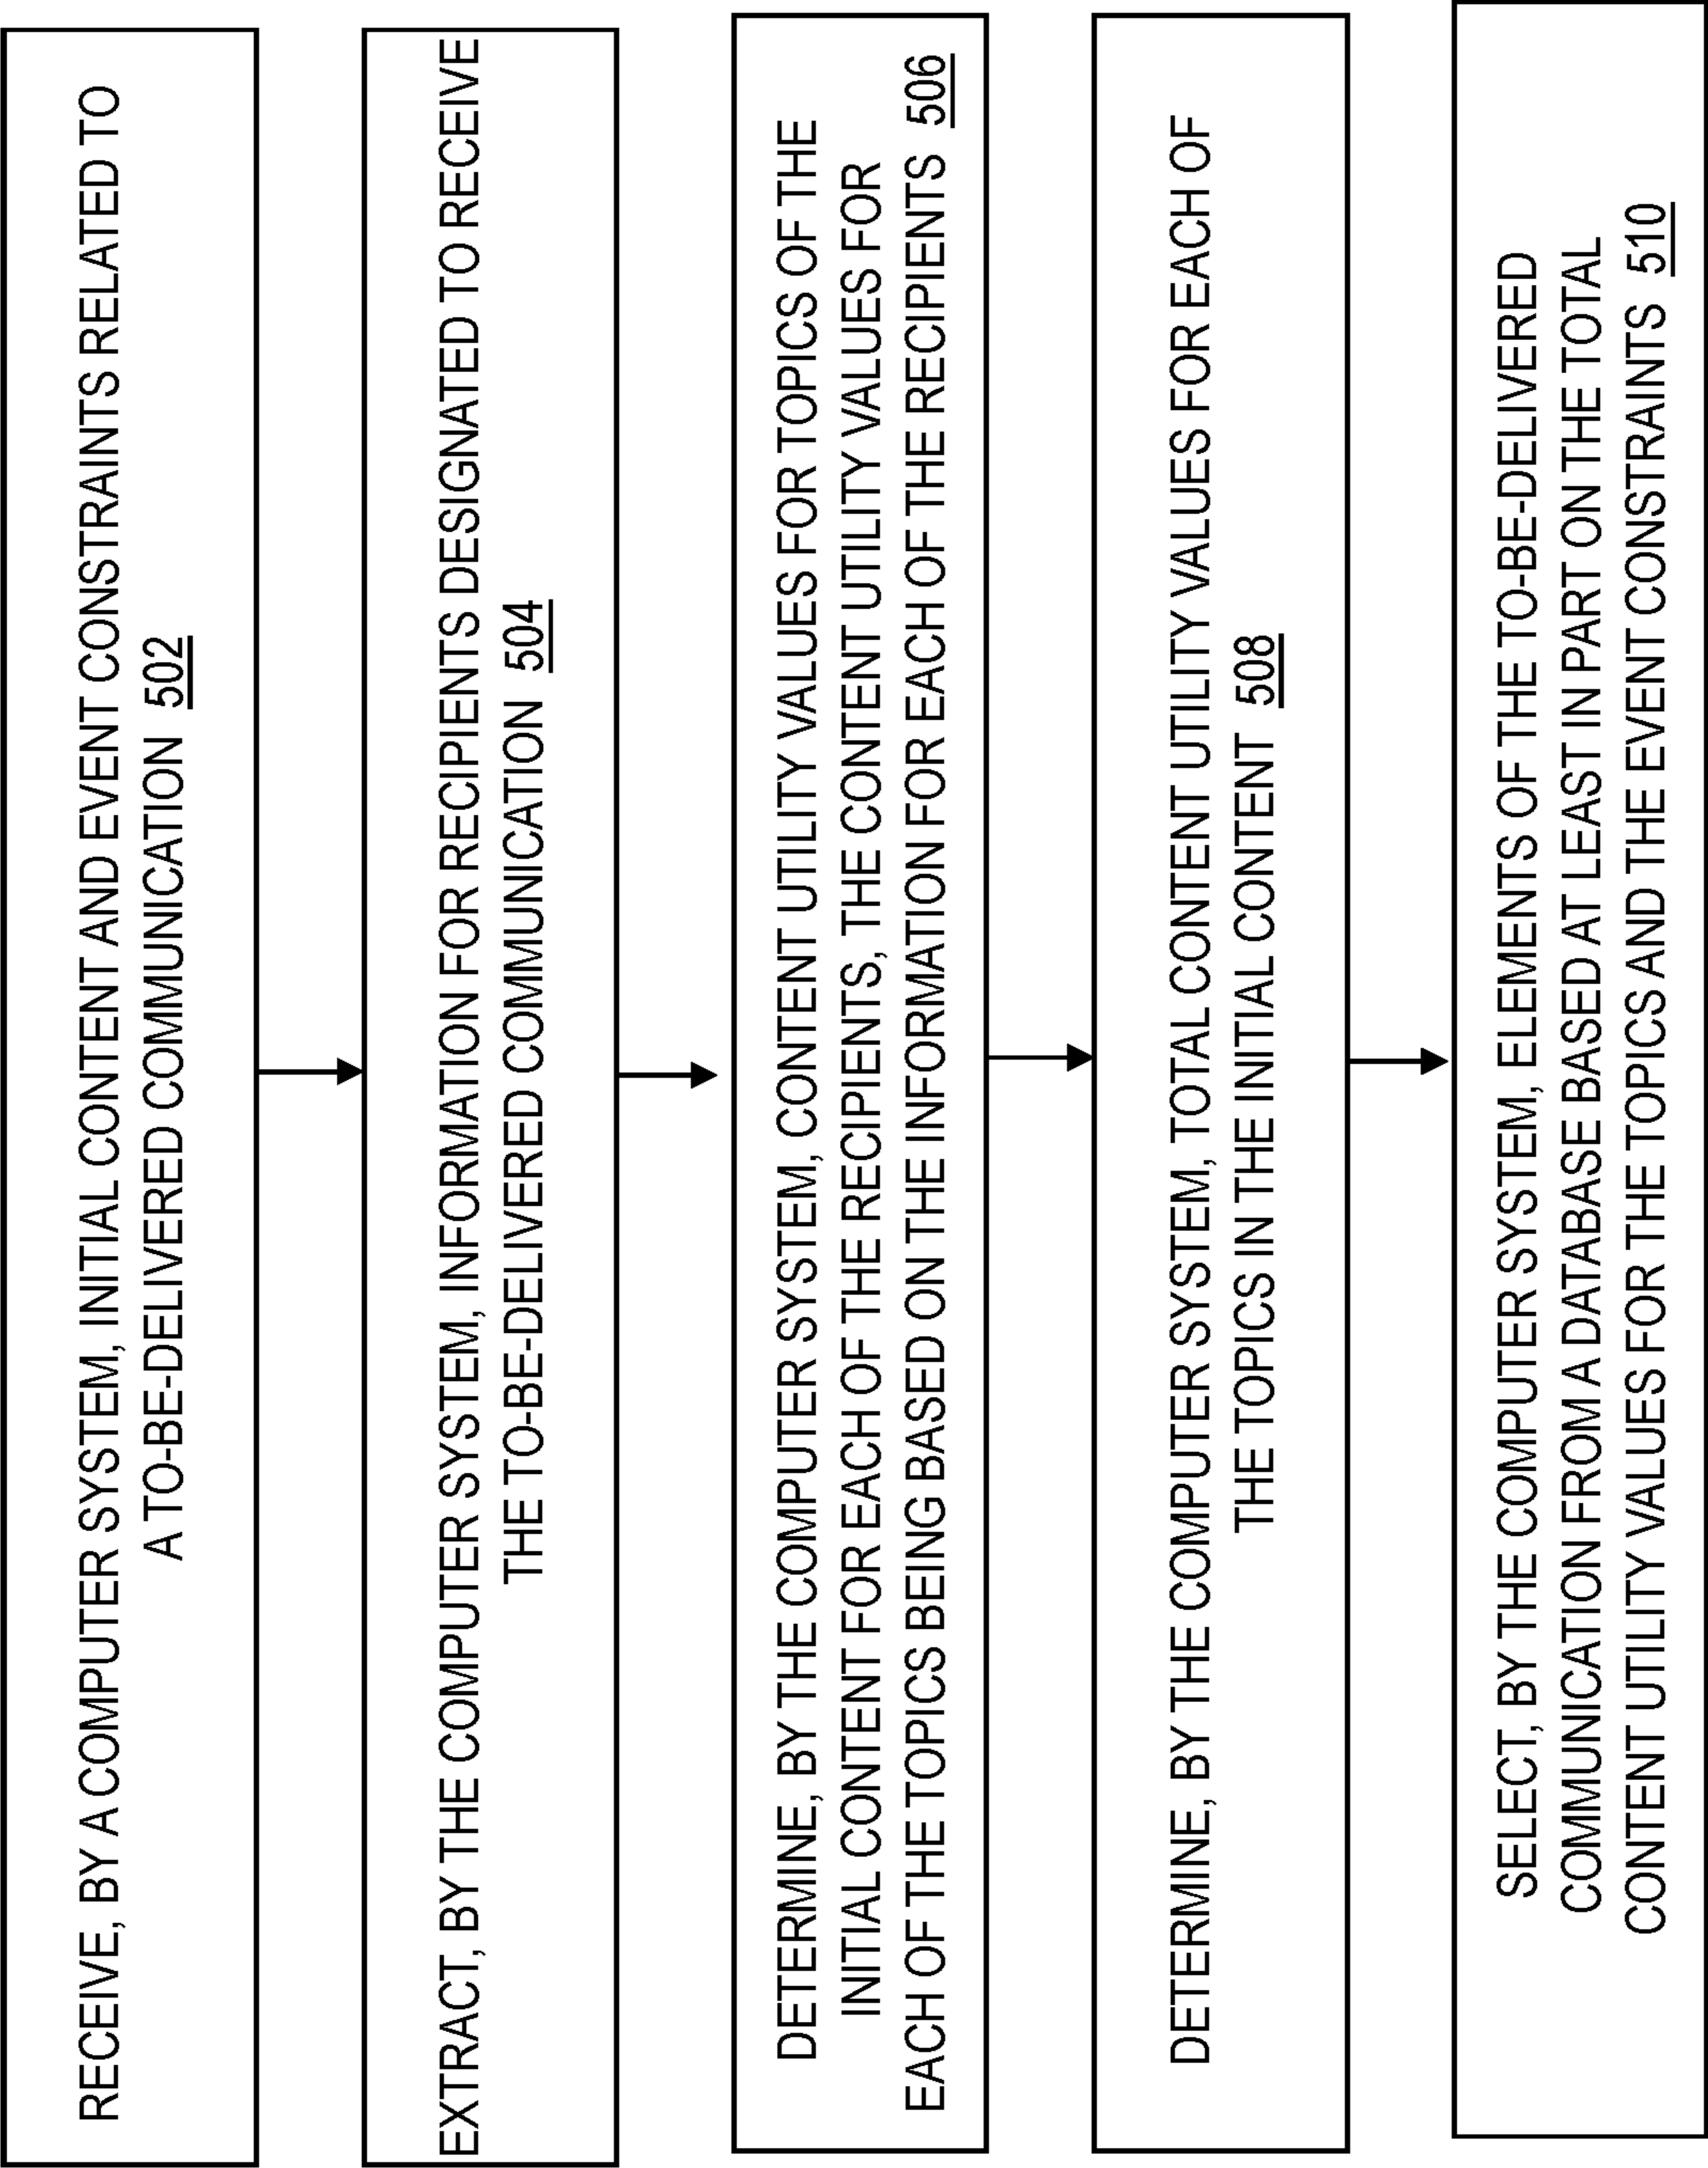 RECEIVE, BY A COMPUTER SYSTEM, INITIAL CONTENT AND EVENT CONSTRAINTS RELATED TO
A TO-BE-DELIVERED COMMUNICATION 502
EXTRACT, BY THE COMPUTER SYSTEM, INFORMATION FOR RECIPIENTS DESIGNATED TO RECEIVE
THE TO-BE-DELIVERED COMMUNICATION 504
DETERMINE, BY THE COMPUTER SYSTEM, CONTENT UTILITY VALUES FOR TOPICS OF THE
INITIAL CONTENT FOR EACH OF THE RECIPIENTS, THE CONTENT UTILITY VALUES FOR
EACH OF THE TOPICS BEING BASED ON THE INFORMATION FOR EACH OF THE RECIPIENTS 506
DETERMINE, BY THE COMPUTER SYSTEM, TOTAL CONTENT UTILITY VALUES FOR EACH OF
THE TOPICS IN THE INITIAL CONTENT 508
SELECT, BY THE COMPUTER SYSTEM, ELEMENTS OF THE TO-BE-DELIVERED
COMMUNICATION FROM A DATABASE BASED AT LEAST IN PART ON THE TOTAL
CONTENT UTILITY VALUES FOR THE TOPICS AND THE EVENT CONSTRAINTS 510